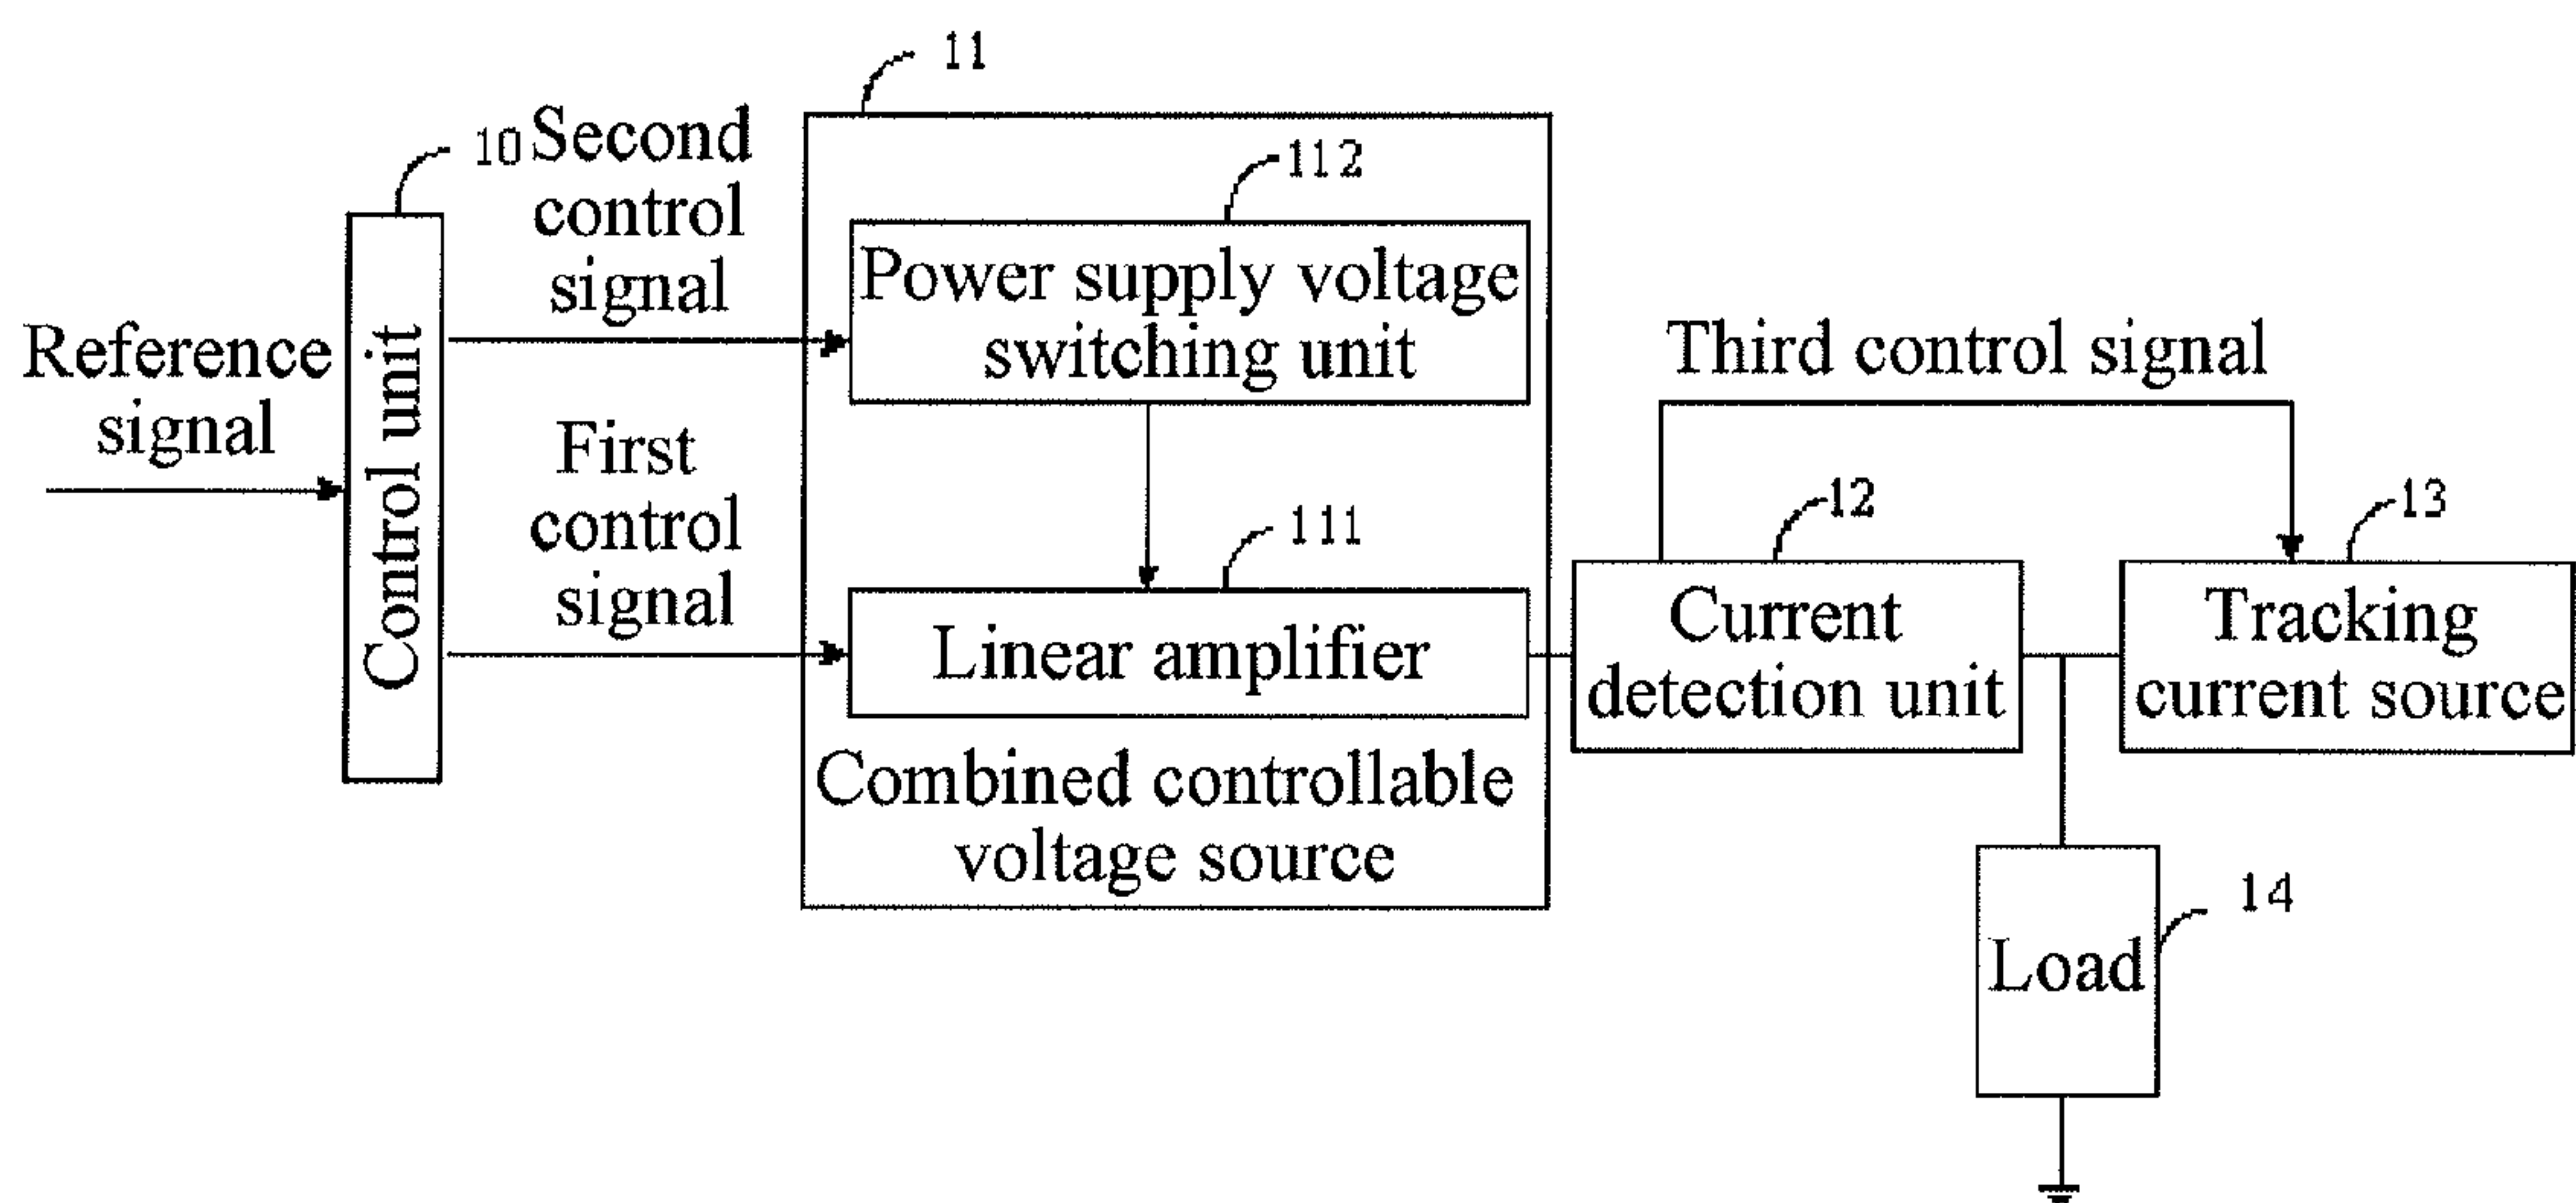 Reference
signal
10
Control unit
Second
control
signal
First
control
signal
11
112
Power supply voltage
switching unit
111
Linear amplifier
Combined controllable
voltage source
Third control signal
12
Current
detection unit
13
Tracking
current source
14
Load